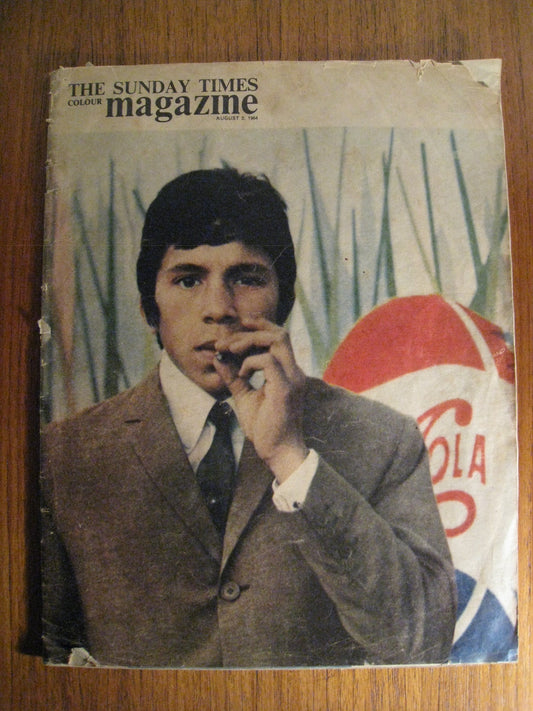 THE SUNDAY TIMES
COLOUR magazine
AUGUST 2, 1964
OLA